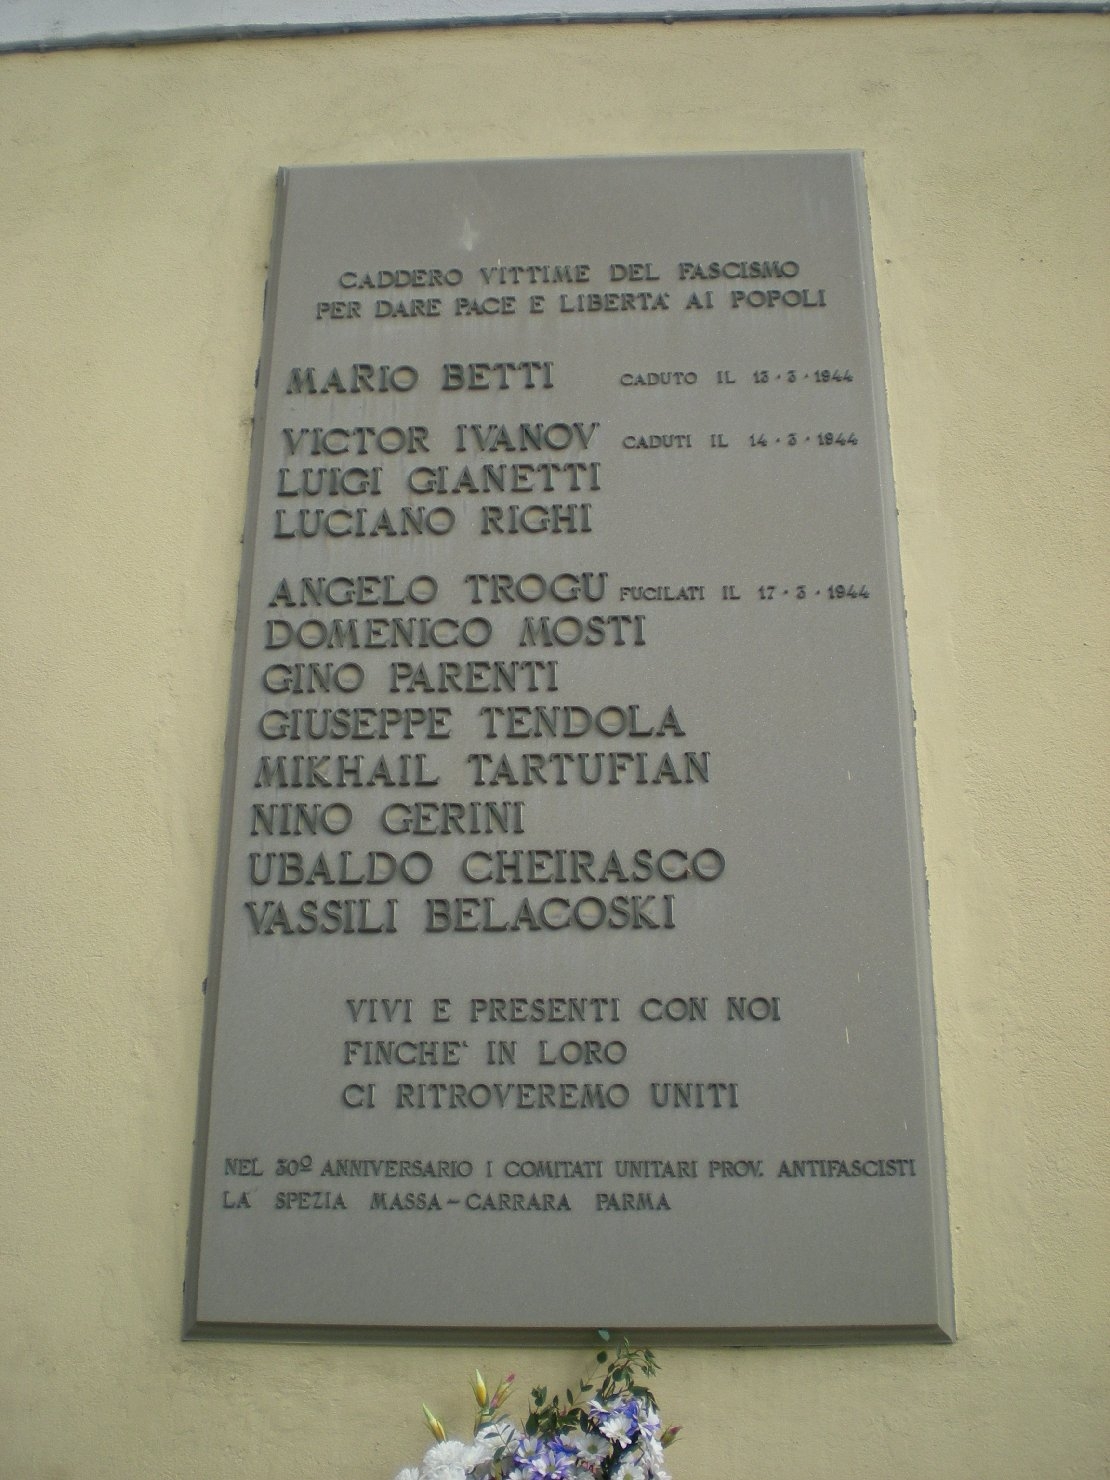 CADDERO VITTIME DEL FASCISMO
PER DARE PACE E LIBERTA' AI POPOLI
MARIO BETTI CADUTO IL 13·3·1944
VICTOR IVANOV CADUTI IL 14·3·1944
LUIGI GIANETTI
LUCIANO RIGHI
ANGELO TROGU FUCILATI IL 17·3·1944
DOMENICO MOSTI
GINO PARENTI
GIUSEPPE TENDOLA
MIKHAIL TARTUFIAN
NINO GERINI
UBALDO CHEIRASCO
VASSILI BELACOSKI
VIVI E PRESENTI CON NOI
FINCHE' IN LORO
CI RITROVEREMO UNITI
NEL 30º ANNIVERSARIO I COMITATI UNITARI PROV. ANTIFASCISTI
LA' SPEZIA MASSA-CARRARA PARMA